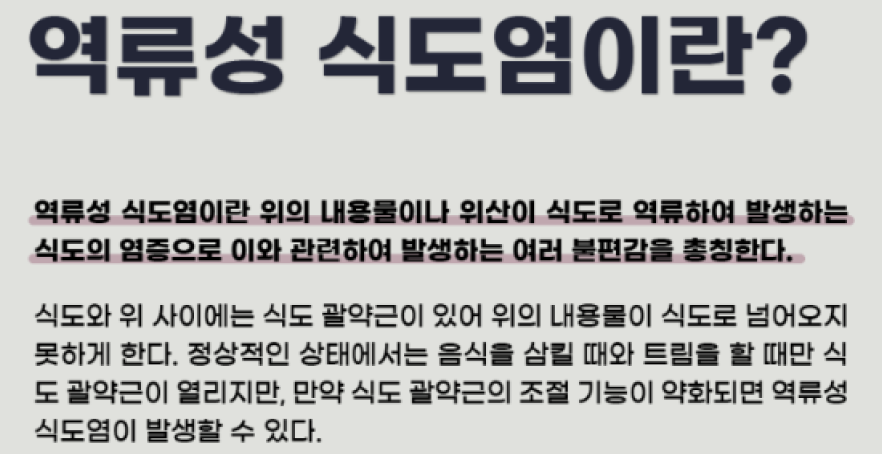 역류성 식도염이란?
역류성 식도염이란 위의 내용물이나 위산이 식도로 역류하여 발생하는
식도의 염증으로 이와 관련하여 발생하는 여러 불편감을 총칭한다.
식도와 위 사이에는 식도 괄약근이 있어 위의 내용물이 식도로 넘어오지
못하게 한다. 정상적인 상태에서는 음식을 삼킬 때와 트림을 할 때만 식
도 괄약근이 열리지만, 만약 식도 괄약근의 조절 기능이 약화되면 역류성
식도염이 발생할 수 있다.